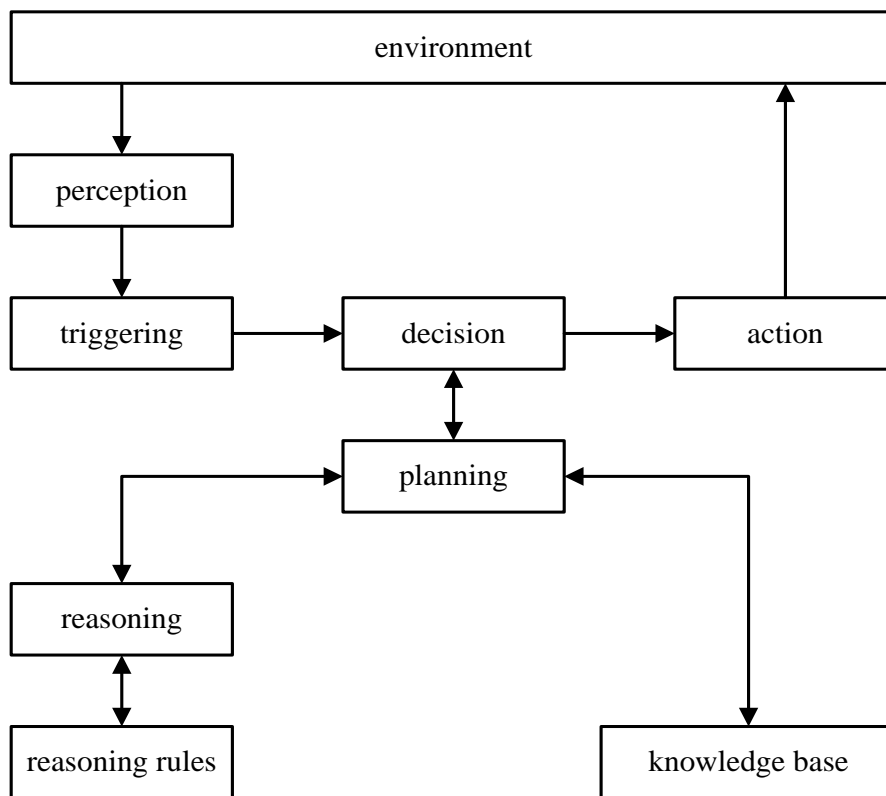 environment
perception
triggering
decision
action
planning
reasoning
reasoning rules
knowledge base